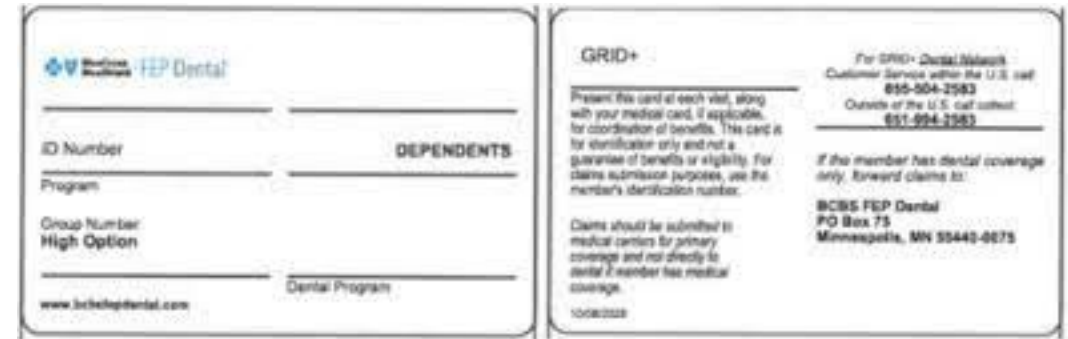 BlueCross
BlueShield
FEP Dental
ID Number
DEPENDENTS
Program
Group Number
High Option
Dental Program
www.bcbsfepdental.com
GRID+
Present this card at each visit, along
with your medical card, if applicable,
for coordination of benefits. This card is
for identification only and not a
guarantee of benefits or eligibility. For
claims submission purposes, use the
member's identification number.
Claims should be submitted to
medical carriers for primary
coverage and not directly to
dental if member has medical
coverage.
For GRID+ Dental Network
Customer Service within the U.S. call
855-504-2583
Outside of the U.S. call collect
651-994-2583
If the member has dental coverage
only, forward claims to:
BCBS FEP Dental
PO Box 75
Minneapolis, MN 55440-0075